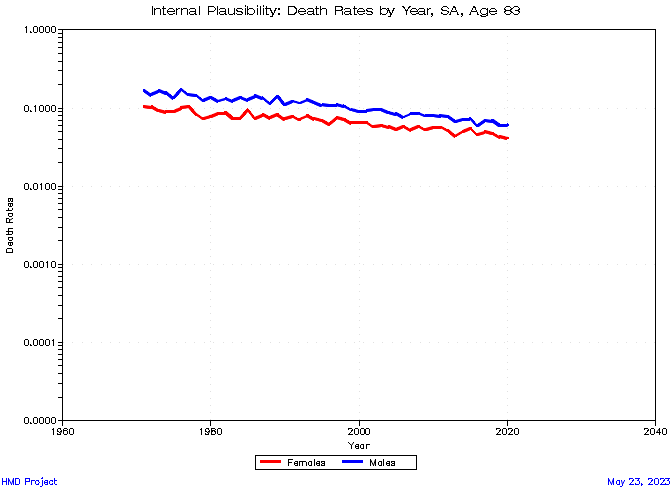 Internal Plausibility: Death Rates by Year, SA, Age 83
1.0000
0.1000
0.0100
0.0010
0.0001
0.0000
Death Rates
1960
1980
2000
2020
2040
Year
Females
Males
HMD Project
May 23, 2023